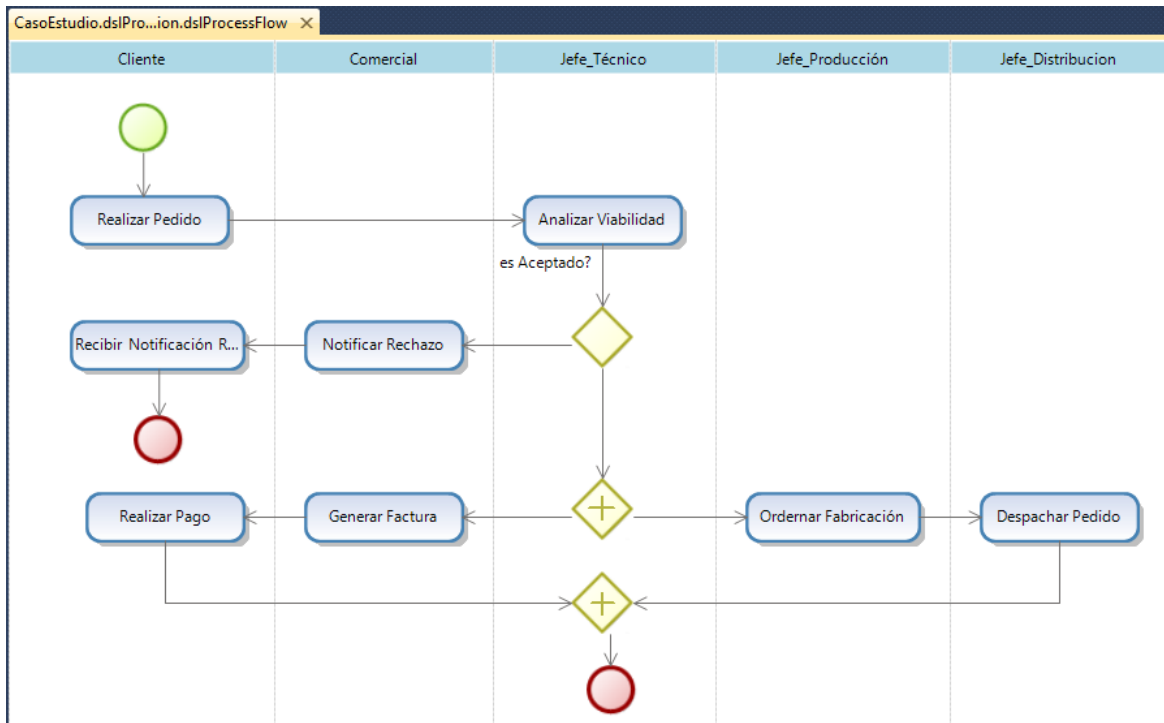 CasoEstudio.dslPro...ion.dslProcessFlow
Cliente
Comercial
Jefe_Técnico
Jefe_Producción
Jefe_Distribucion
Realizar Pedido
Analizar Viabilidad
es Aceptado?
Recibir Notificación R...
Notificar Rechazo
Realizar Pago
Generar Factura
Ordernar Fabricación
Despachar Pedido